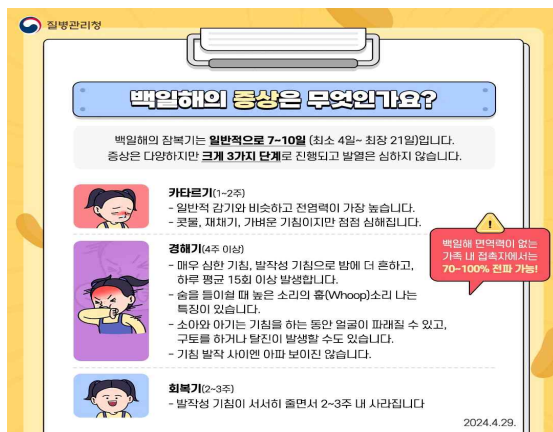 질병관리청
백일해의 증상은 무엇인가요?
백일해의 잠복기는 일반적으로 7~10일 (최소 4일~ 최장 21일)입니다.
증상은 다양하지만 크게 3가지 단계로 진행되고 발열은 심하지 않습니다.
카타르기(1~2주)
- 일반적 감기와 비슷하고 전염력이 가장 높습니다.
- 콧물, 재채기, 가벼운 기침이지만 점점 심해집니다.
!
백일해 면역력이 없는
가족 내 접촉자에서는
70~100% 전파 가능!
경해기(4주 이상)
- 매우 심한 기침, 발작성 기침으로 밤에 더 흔하고,
하루 평균 15회 이상 발생합니다.
- 숨을 들이쉴 때 높은 소리의 흡(Whoop)소리 나는
특징이 있습니다.
- 소아와 아기는 기침을 하는 동안 얼굴이 파래질 수 있고,
구토를 하거나 탈진이 발생할 수도 있습니다.
- 기침 발작 사이엔 아파 보이진 않습니다.
회복기(2~3주)
- 발작성 기침이 서서히 줄면서 2~3주 내 사라집니다
2024.4.29.